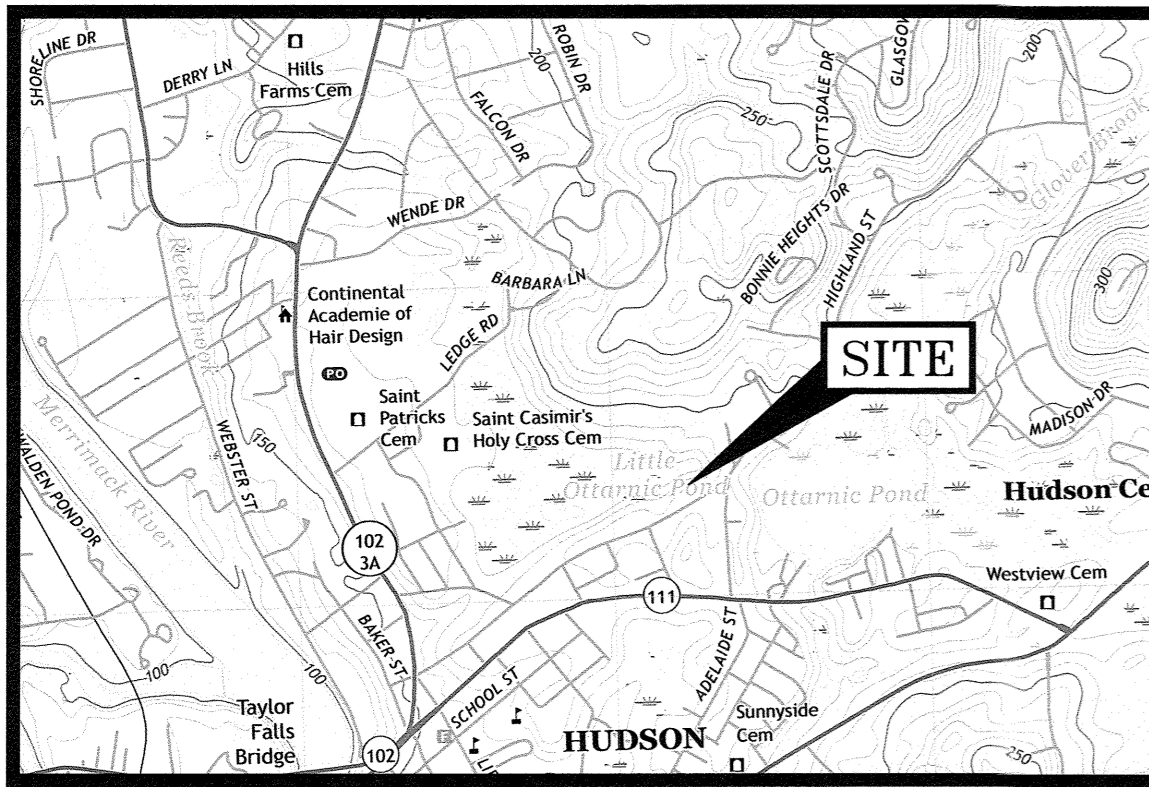 SHORELINE DR
DERRY LN
Hills
Farms Cem
200
ROBIN DR
FALCON DR
250
SCOTTSDALE DR
GLASGOW
200
Glover Brook
WENDE DR
BARBARA LN
BONNIE HEIGHTS DR
HIGHLAND ST
300
Reeds Brook
Continental
Academie of
Hair Design
LEDGE RD
SITE
PO
Saint
Patricks
Cem
Saint Casimir's
Holy Cross Cem
MADISON DR
Merrimack River
WALDEN POND DR
WEBSTER ST
150
Little
Ottarnic Pond
Ottarnic Pond
Hudson Ce
102
3A
111
Westview Cem
BAKER ST
ADELAIDE ST
100
100
SCHOOL ST
Taylor
Falls
Bridge
102
F
HUDSON
Sunnyside
Cem
250